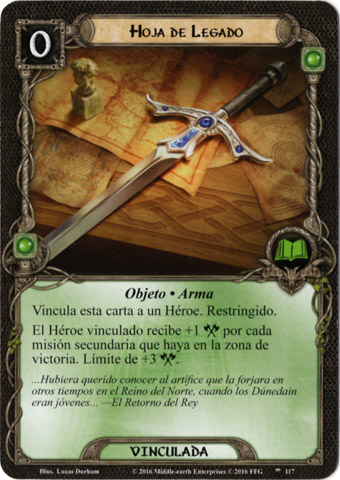 Hoja de Legado
0
Objeto • Arma
Vincula esta carta a un Héroe. Restringido.
El Héroe vinculado recibe +1 por cada
misión secundaria que haya en la zona de
victoria. Límite de +3 .
...Hubiera querido conocer al artífice que la forjara en
otros tiempos en el Reino del Norte, cuando los Dúnedain
eran jóvenes... —El Retorno del Rey
VINCULADA
Illus. Lucas Durham © 2016 Middle-earth Enterprises © 2016 FFG 117